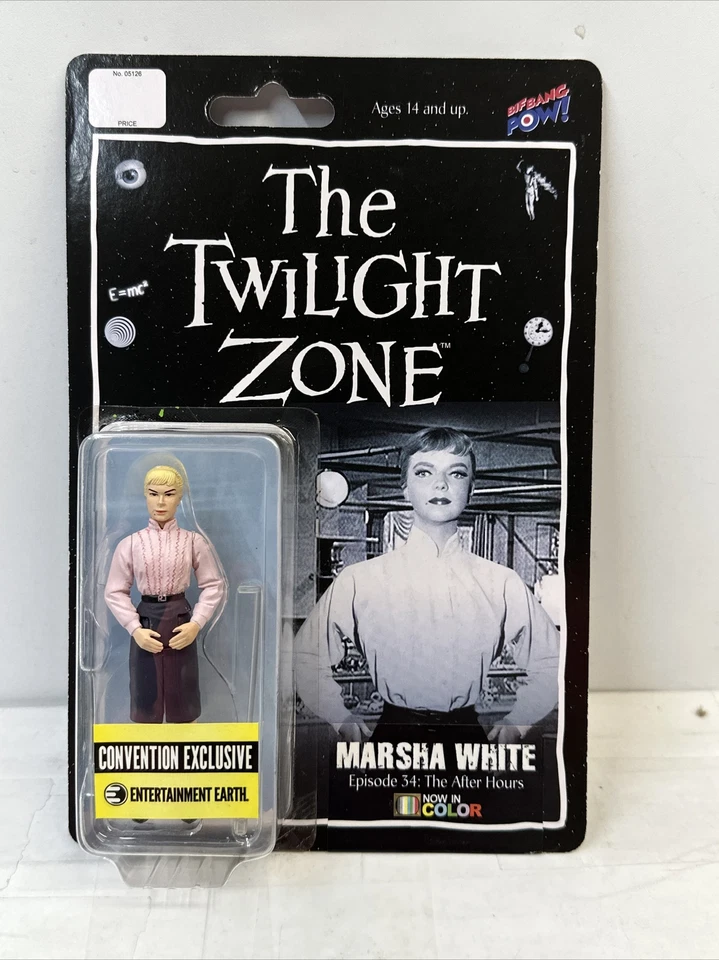 No. 05126
PRICE
Ages 14 and up.
BIF BANG
POW!
The
TWILIGHT
ZONE™
E=mc²
CONVENTION EXCLUSIVE
ENTERTAINMENT EARTH.
MARSHA WHITE
Episode 34: The After Hours
NOW IN
COLOR